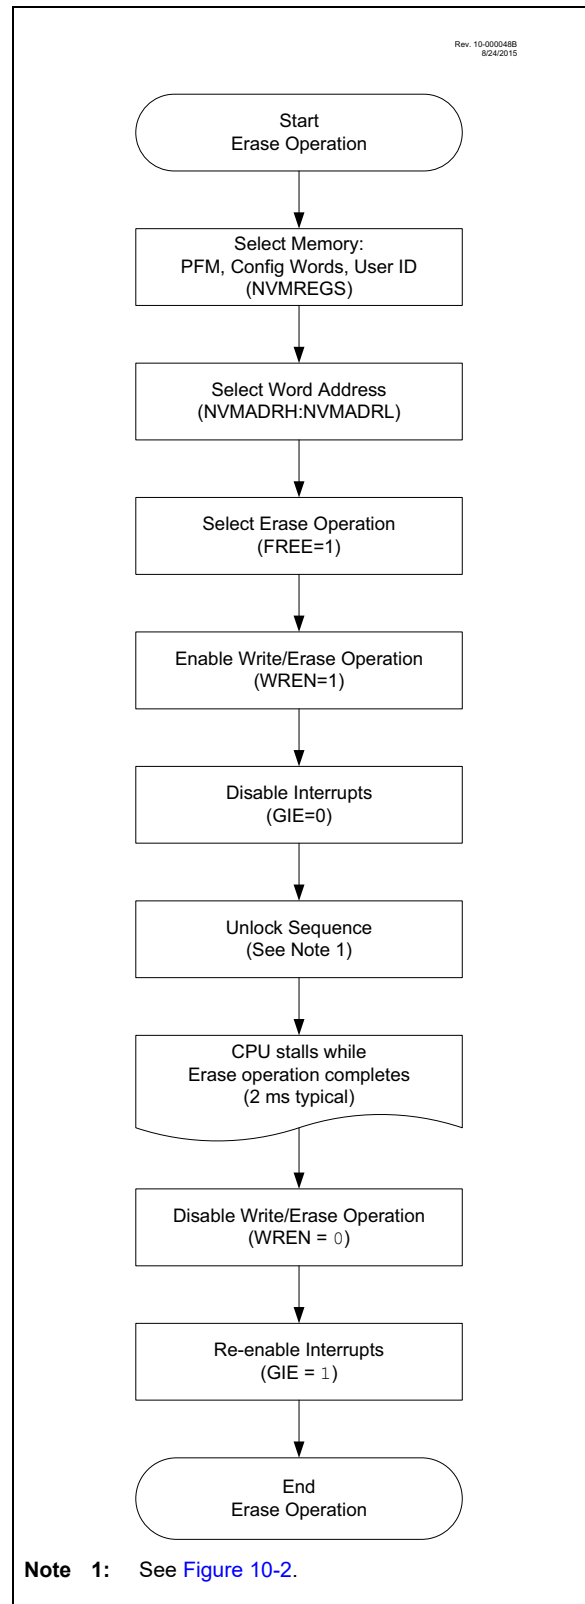 Rev. 10-000048B
8/24/2015
Start
Erase Operation
Select Memory:
PFM, Config Words, User ID
(NVMREGS)
Select Word Address
(NVMADRH:NVMADRL)
Select Erase Operation
(FREE=1)
Enable Write/Erase Operation
(WREN=1)
Disable Interrupts
(GIE=0)
Unlock Sequence
(See Note 1)
CPU stalls while
Erase operation completes
(2 ms typical)
Disable Write/Erase Operation
(WREN = 0)
Re-enable Interrupts
(GIE = 1)
End
Erase Operation
Note 1: See Figure 10-2.